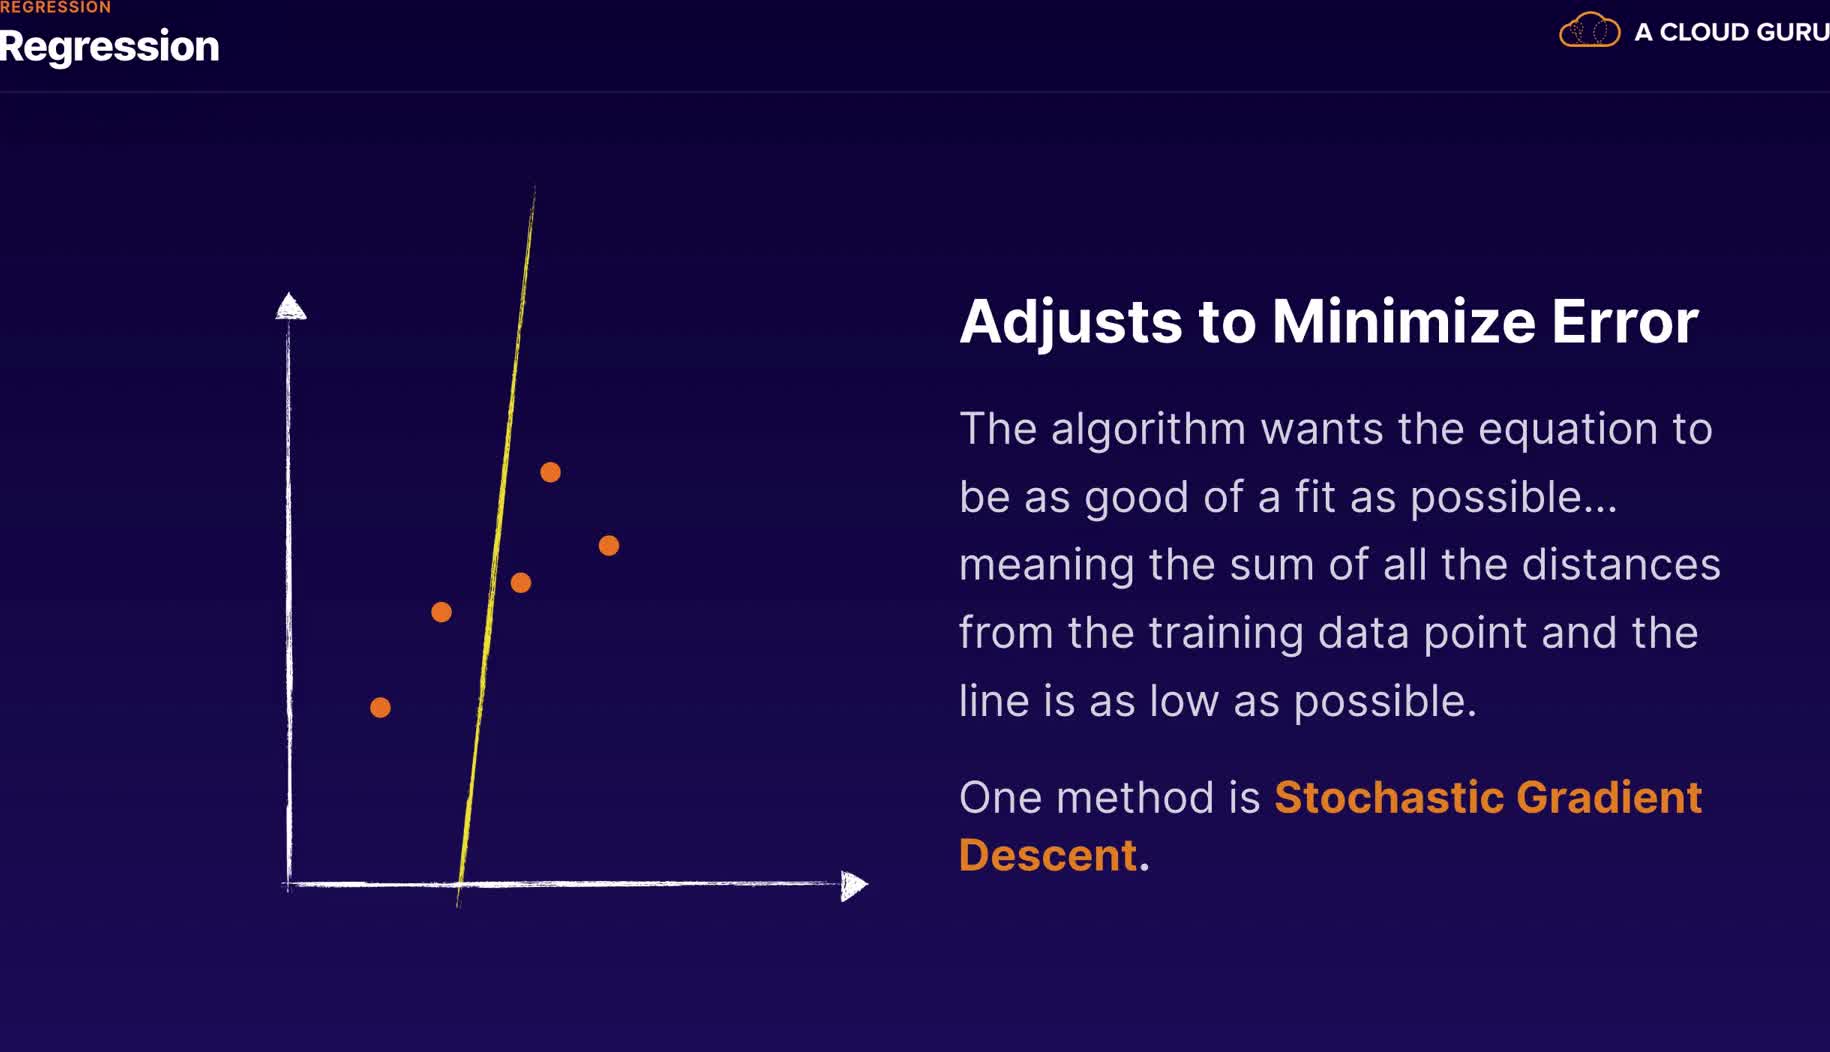 REGRESSION
Regression
A CLOUD GURU
Adjusts to Minimize Error
The algorithm wants the equation to
be as good of a fit as possible...
meaning the sum of all the distances
from the training data point and the
line is as low as possible.
One method is Stochastic Gradient
Descent.